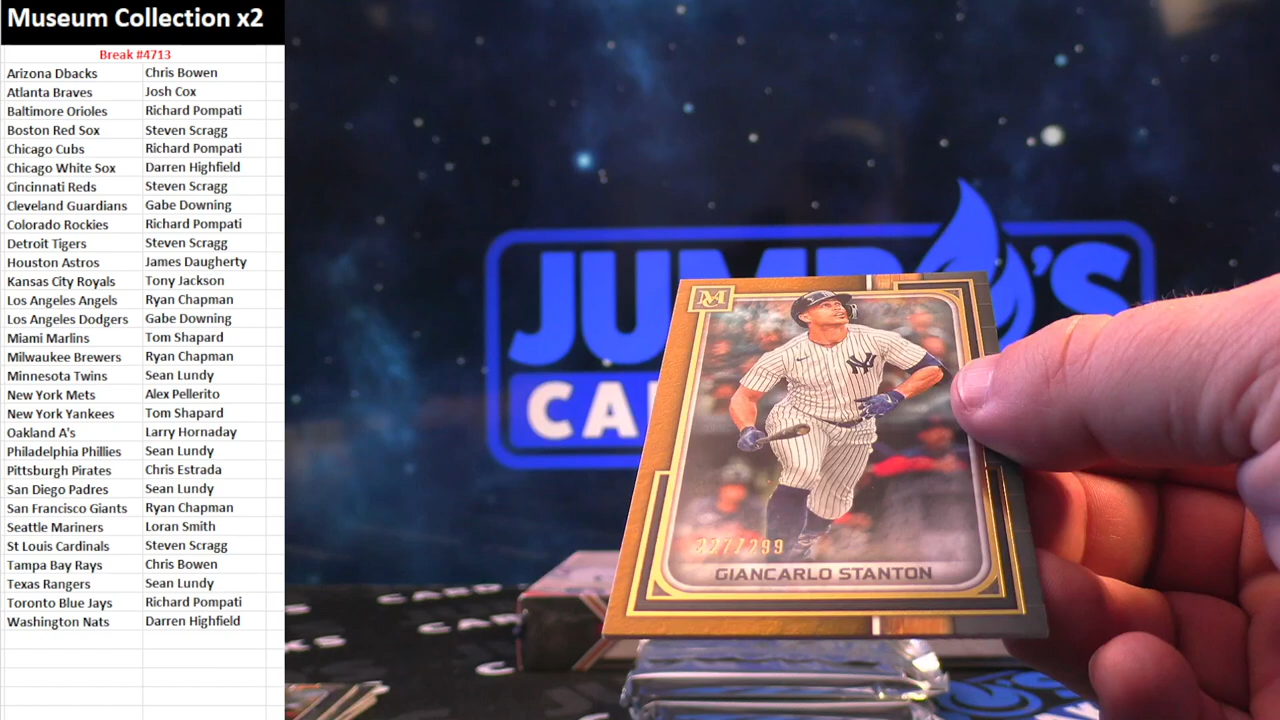 Museum Collection x2
Break #4713
Arizona Dbacks Chris Bowen
Atlanta Braves Josh Cox
Baltimore Orioles Richard Pompati
Boston Red Sox Steven Scragg
Chicago Cubs Richard Pompati
Chicago White Sox Darren Highfield
Cincinnati Reds Steven Scragg
Cleveland Guardians Gabe Downing
Colorado Rockies Richard Pompati
Detroit Tigers Steven Scragg
Houston Astros James Daugherty
Kansas City Royals Tony Jackson
Los Angeles Angels Ryan Chapman
Los Angeles Dodgers Gabe Downing
Miami Marlins Tom Shapard
Milwaukee Brewers Ryan Chapman
Minnesota Twins Sean Lundy
New York Mets Alex Pellerito
New York Yankees Tom Shapard
Oakland A's Larry Hornaday
Philadelphia Phillies Sean Lundy
Pittsburgh Pirates Chris Estrada
San Diego Padres Sean Lundy
San Francisco Giants Ryan Chapman
Seattle Mariners Loran Smith
St Louis Cardinals Steven Scragg
Tampa Bay Rays Chris Bowen
Texas Rangers Sean Lundy
Toronto Blue Jays Richard Pompati
Washington Nats Darren Highfield
M
NY
GIANCARLO STANTON